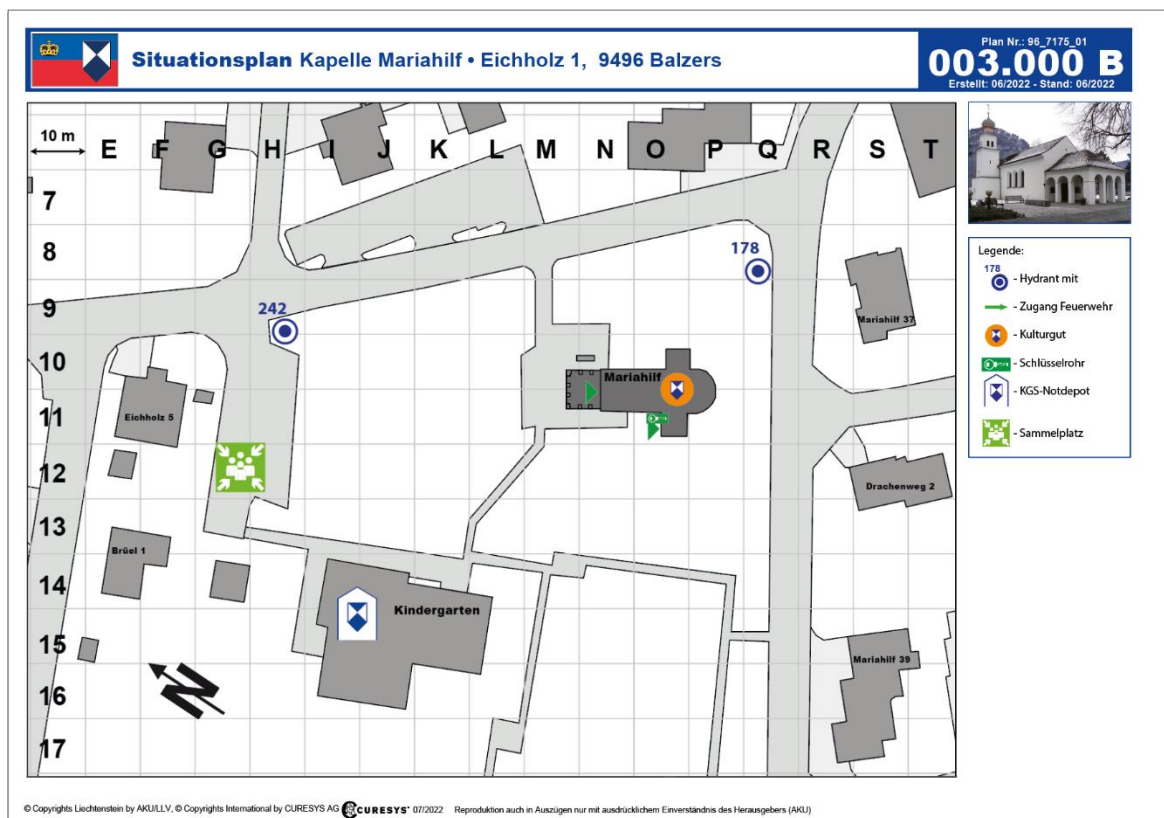 Situationsplan Kapelle Mariahilf • Eichholz 1, 9496 Balzers
Plan Nr.: 96_7175_01
003.000 B
Erstellt: 06/2022 - Stand: 06/2022
10 m
E F G H I J K L M N O P Q R S T
7
8
9
10
11
12
13
14
15
16
17
178
242
Mariahilf 37
Mariahilf
Eichholz 5
Drachenweg 2
Brüel 1
Kindergarten
Mariahilf 39
N
Legende:
178
- Hydrant mit
- Zugang Feuerwehr
- Kulturgut
- Schlüsselrohr
- KGS-Notdepot
- Sammelplatz
© Copyrights Liechtenstein by AKU/LLV, © Copyrights International by CURESYS AG CURESYS® 07/2022 Reproduktion auch in Auszügen nur mit ausdrücklichem Einverständnis des Herausgebers (AKU)